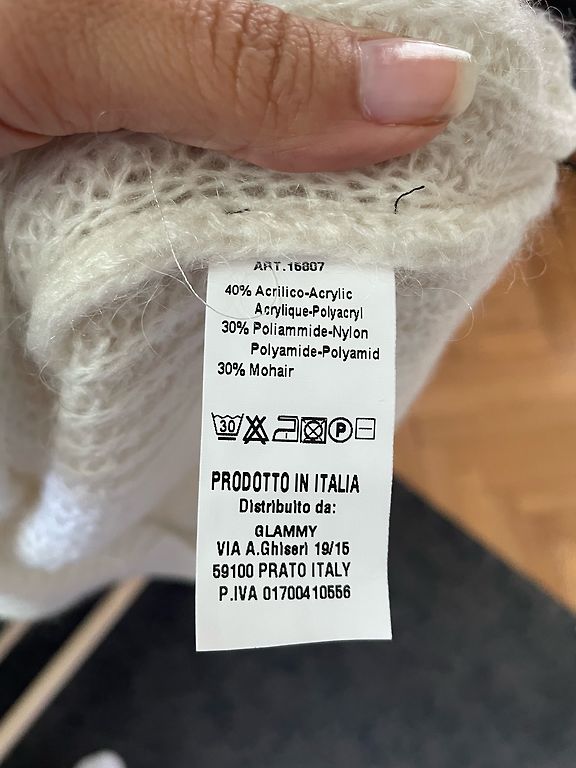 ART.16807
40% Acrilico-Acrylic
Acrylique-Polyacryl
30% Poliammide-Nylon
Polyamide-Polyamid
30% Mohair
30 P
PRODOTTO IN ITALIA
Distribuito da:
GLAMMY
VIA A.Ghiseri 19/15
59100 PRATO ITALY
P.IVA 01700410556